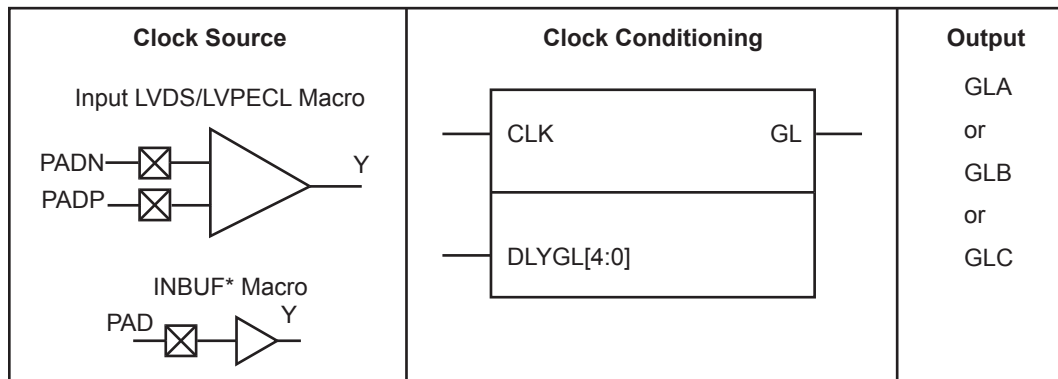 Clock Source
Input LVDS/LVPECL Macro
PADN
PADP
Y
INBUF* Macro
PAD
Y
Clock Conditioning
CLK
GL
DLYGL[4:0]
Output
GLA
or
GLB
or
GLC